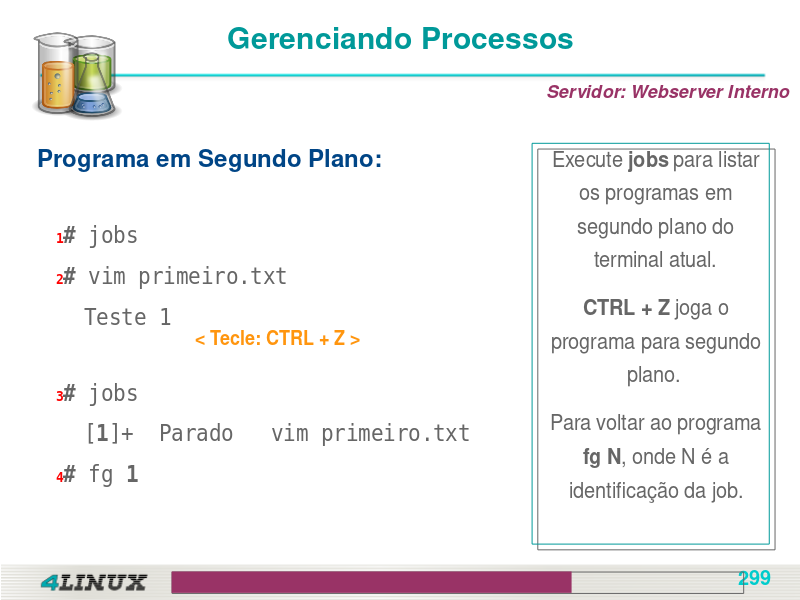 Gerenciando Processos
Servidor: Webserver Interno
Programa em Segundo Plano:
1# jobs
2# vim primeiro.txt
Teste 1
< Tecle: CTRL + Z >
3# jobs
[1]+  Parado   vim primeiro.txt
4# fg 1
Execute jobs para listar
os programas em
segundo plano do
terminal atual.
CTRL + Z joga o
programa para segundo
plano.
Para voltar ao programa
fg N, onde N é a
identificação da job.
4LINUX
299